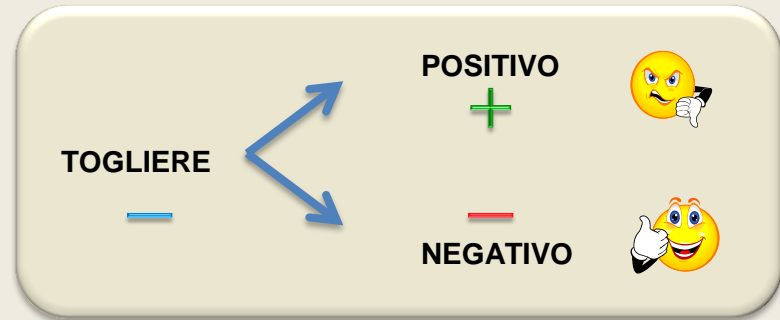 POSITIVO
+
TOGLIERE
−
−
NEGATIVO